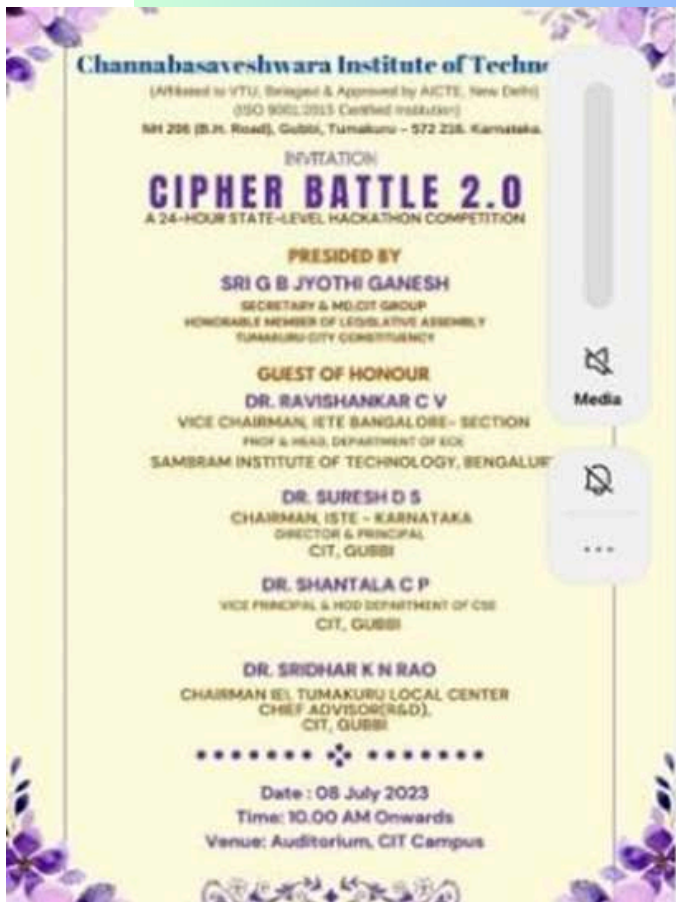 Channabasaveshwara Institute of Techno
(Affiliated to VTU, Belagavi & Approved by AICTE, New Delhi)
(ISO 9001:2015 Certified Institution)
NH 206 (B.H. Road), Gubbi, Tumakuru – 572 216. Karnataka.
INVITATION
CIPHER BATTLE 2.0
A 24-HOUR STATE-LEVEL HACKATHON COMPETITION
PRESIDED BY
SRI G B JYOTHI GANESH
SECRETARY & MD,CIT GROUP
HONORABLE MEMBER OF LEGISLATIVE ASSEMBLY
TUMAKURU CITY CONSTITUENCY
GUEST OF HONOUR
DR. RAVISHANKAR C V
VICE CHAIRMAN, IETE BANGALORE- SECTION
PROF & HEAD, DEPARTMENT OF ECE
SAMBRAM INSTITUTE OF TECHNOLOGY, BENGALUR
DR. SURESH D S
CHAIRMAN, ISTE - KARNATAKA
DIRECTOR & PRINCIPAL
CIT, GUBBI
DR. SHANTALA C P
VICE PRINCIPAL & HOD DEPARTMENT OF CSE
CIT, GUBBI
DR. SRIDHAR K N RAO
CHAIRMAN IEI, TUMAKURU LOCAL CENTER
CHIEF ADVISOR(R&D),
CIT, GUBBI
Date : 08 July 2023
Time: 10.00 AM Onwards
Venue: Auditorium, CIT Campus
Media